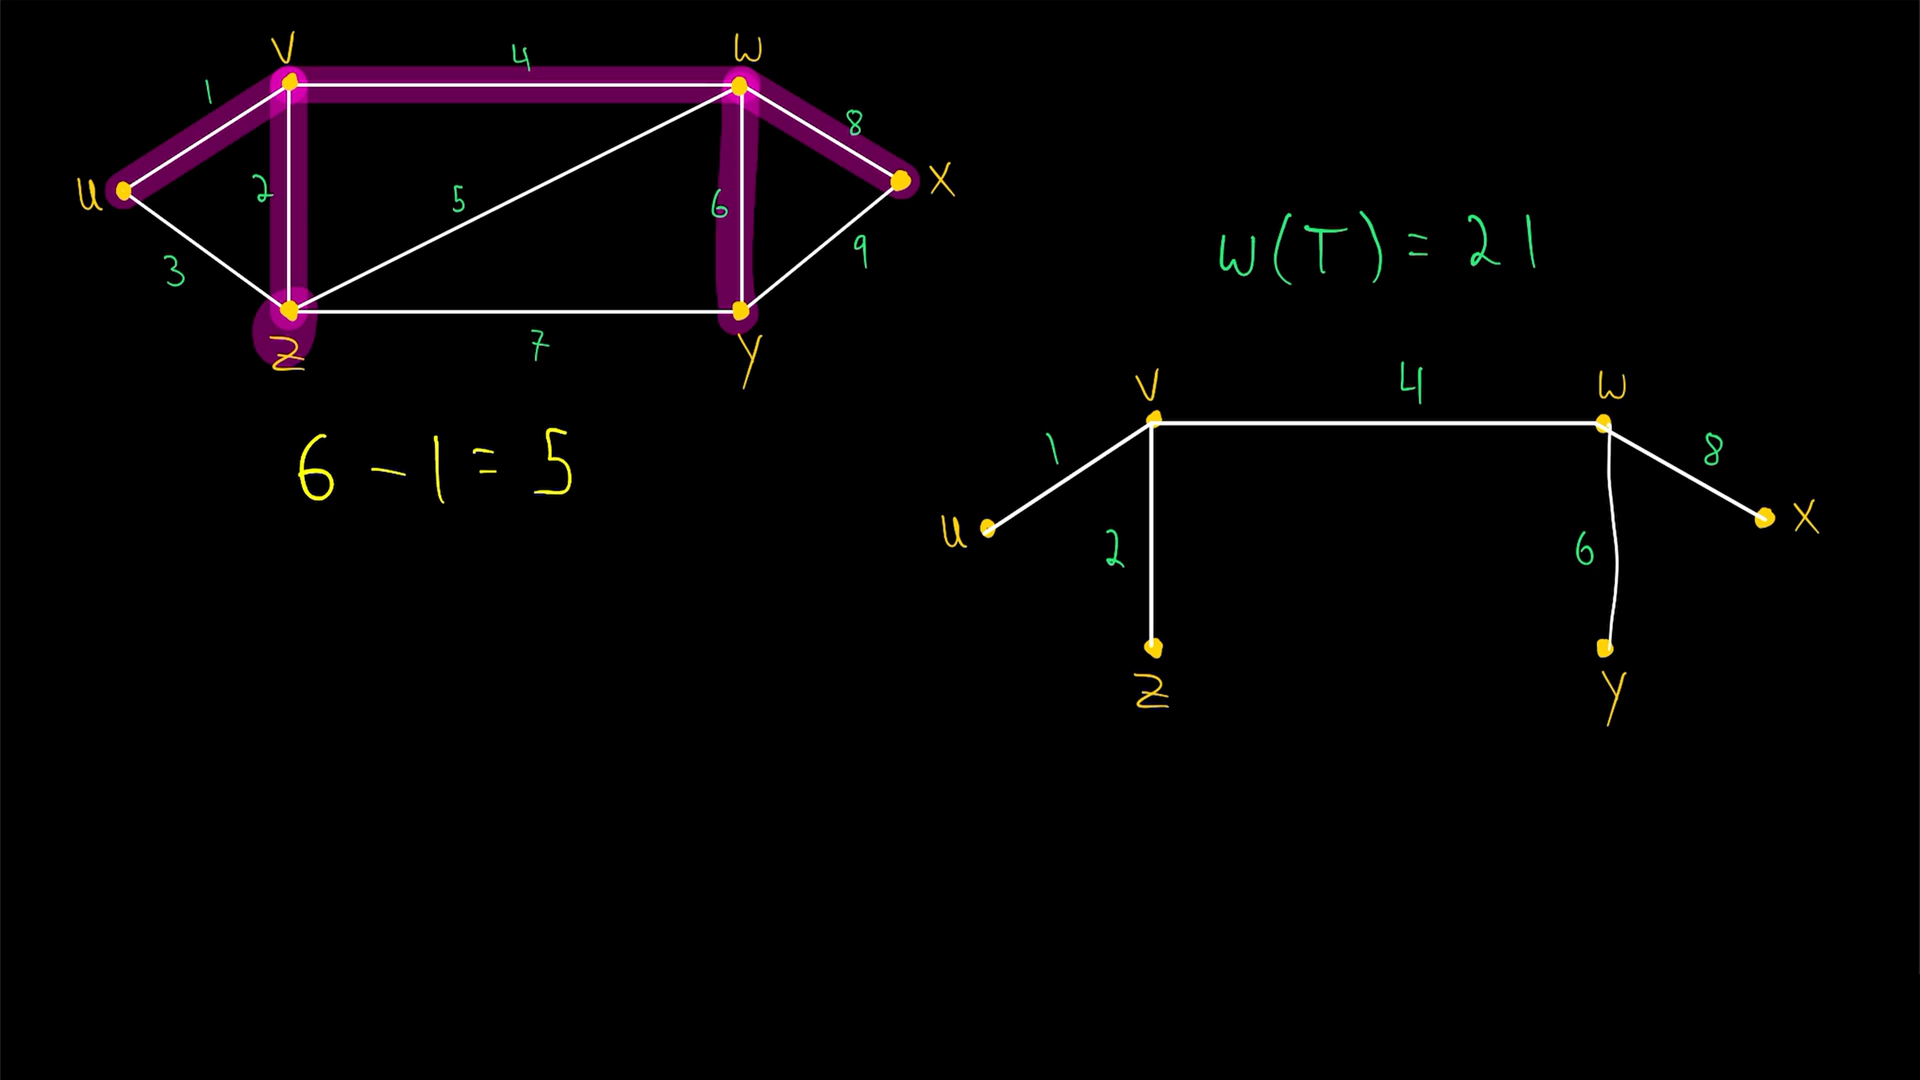 V 4 W
1 8
U 2 5 6 X
3 9
Z 7 Y
6 - 1 = 5
w(T) = 21
V 4 W
1 8
U 2 6 X
Z Y